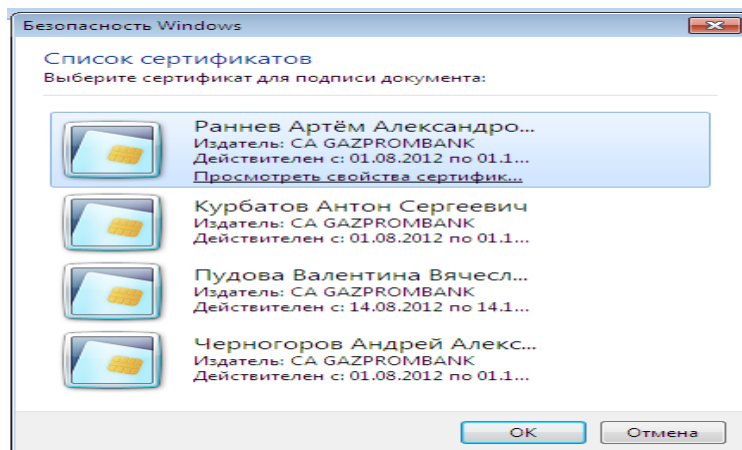 Безопасность Windows
Список сертификатов
Выберите сертификат для подписи документа:
Раннев Артём Александро...
Издатель: CA GAZPROMBANK
Действителен с: 01.08.2012 по 01.1...
Просмотреть свойства сертифик...
Курбатов Антон Сергеевич
Издатель: CA GAZPROMBANK
Действителен с: 01.08.2012 по 01.1...
Пудова Валентина Вячесл...
Издатель: CA GAZPROMBANK
Действителен с: 14.08.2012 по 14.1...
Черногоров Андрей Алекс...
Издатель: CA GAZPROMBANK
Действителен с: 01.08.2012 по 01.1...
OK Отмена